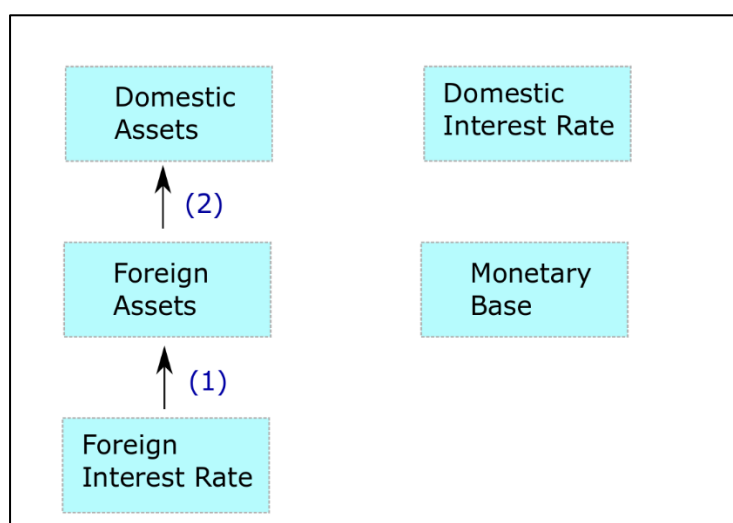 Domestic
Assets
Domestic
Interest Rate
(2)
Foreign
Assets
Monetary
Base
(1)
Foreign
Interest Rate